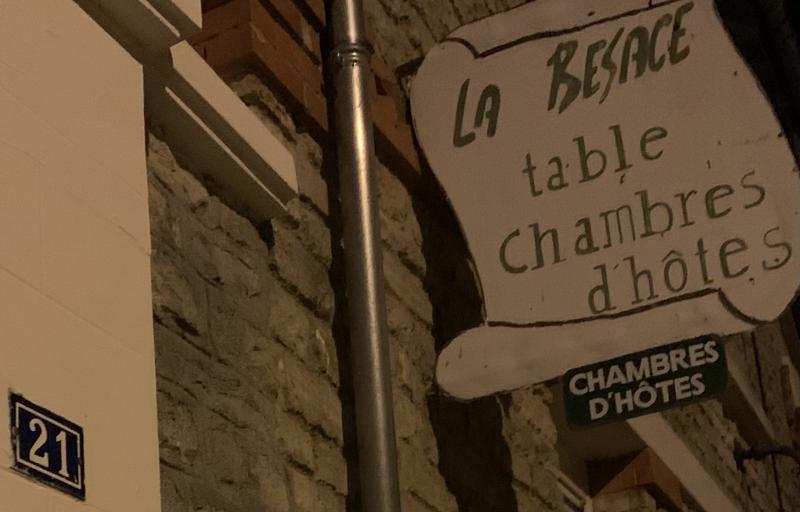 LA BESACE
table
chambres
d'hôtes
CHAMBRES
D'HÔTES
21